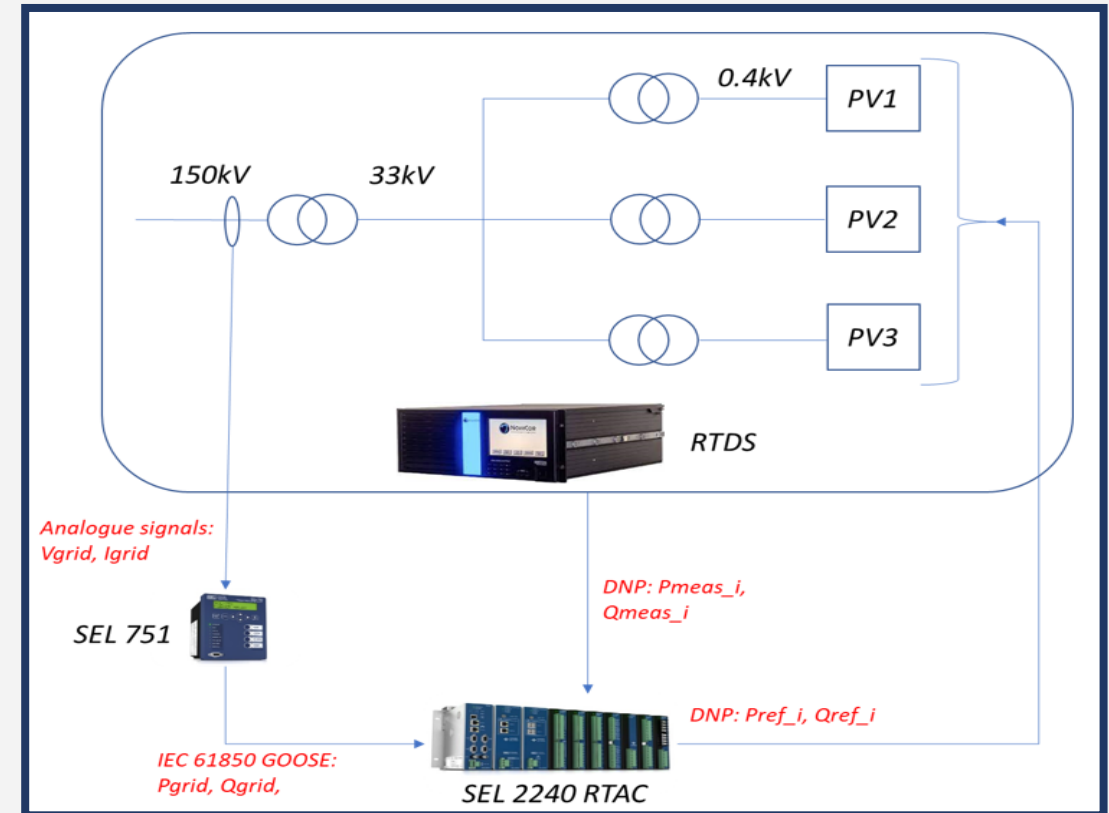 0.4kV
PV1
150kV
33kV
PV2
PV3
NovaCor
RTDS
Analogue signals:
Vgrid, Igrid
DNP: Pmeas_i,
Qmeas_i
SEL 751
DNP: Pref_i, Qref_i
IEC 61850 GOOSE:
Pgrid, Qgrid,
SEL 2240 RTAC